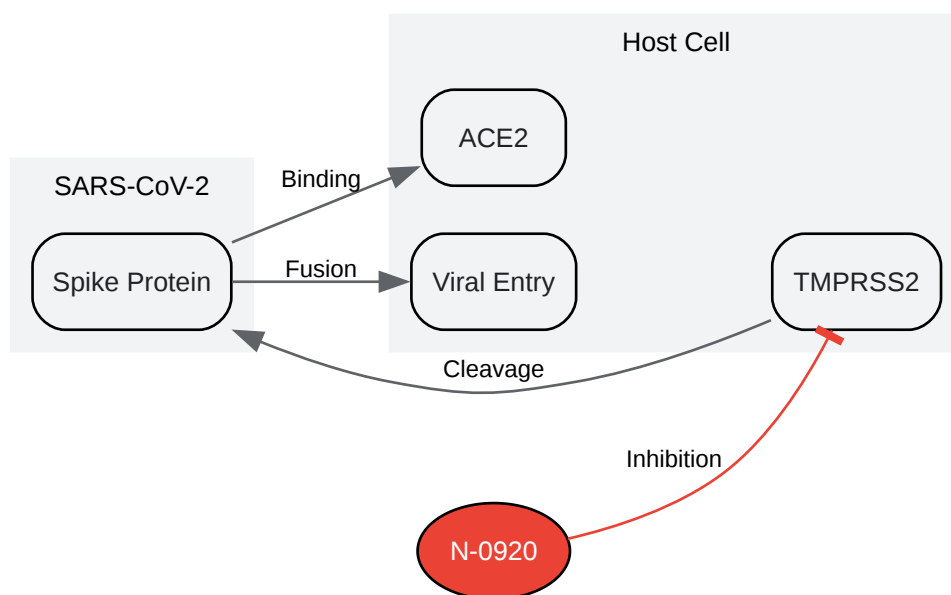 Host Cell
ACE2
SARS-CoV-2
Binding
Spike Protein
Fusion
Viral Entry
TMPRSS2
Cleavage
Inhibition
N-0920